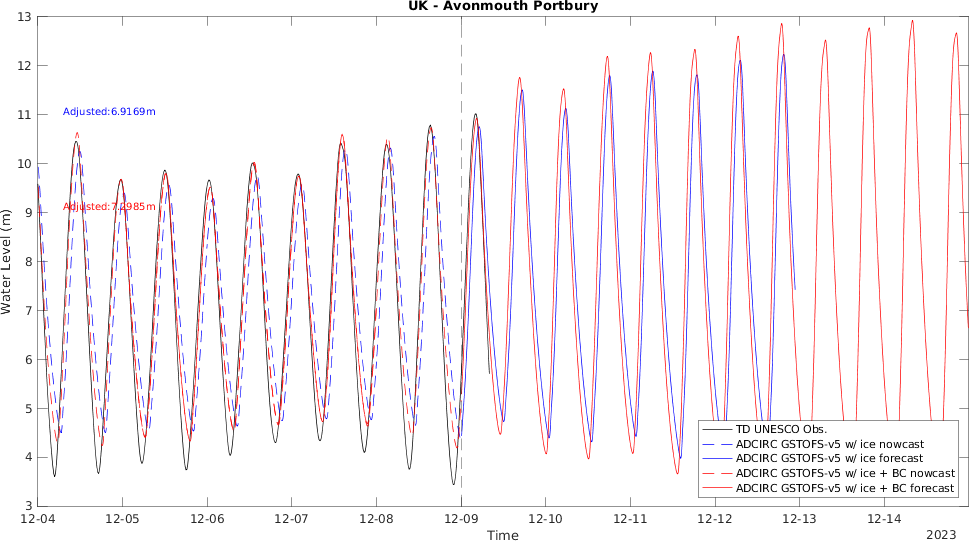 UK - Avonmouth Portbury
13
12
11
10
9
8
7
6
5
4
3
Water Level (m)
Adjusted:6.9169m
Adjusted:7.2985m
TD UNESCO Obs.
ADCIRC GSTOFS-v5 w/ ice nowcast
ADCIRC GSTOFS-v5 w/ ice forecast
ADCIRC GSTOFS-v5 w/ ice + BC nowcast
ADCIRC GSTOFS-v5 w/ ice + BC forecast
12-04 12-05 12-06 12-07 12-08 12-09 12-10 12-11 12-12 12-13 12-14
Time
2023